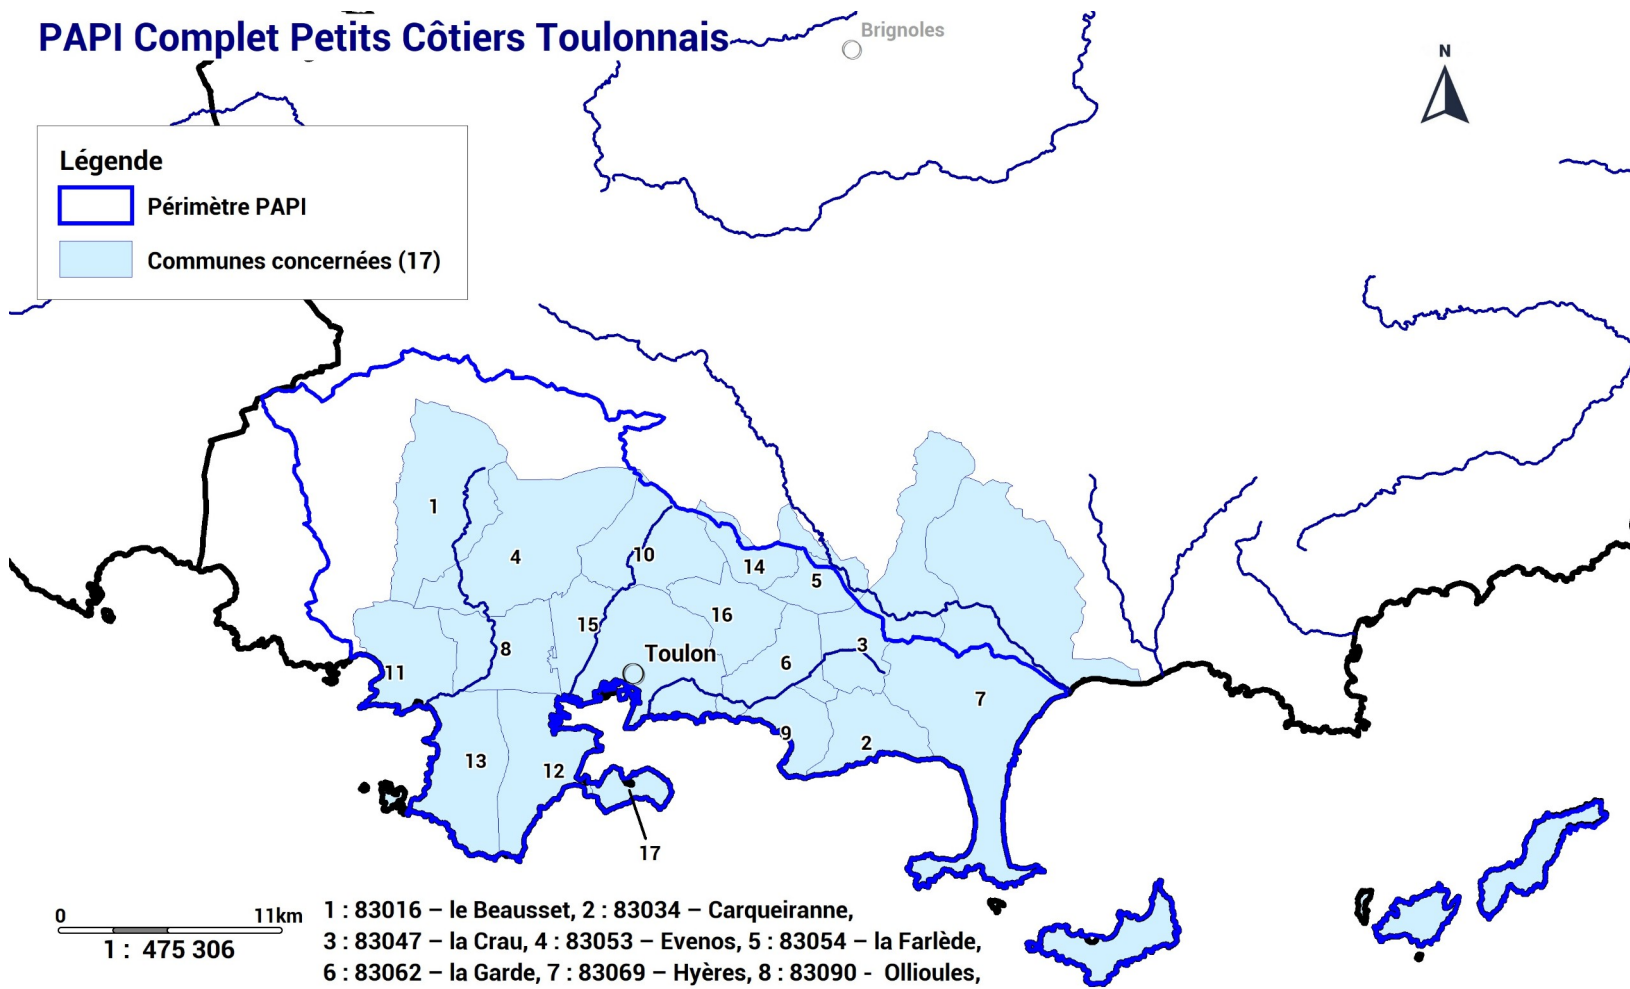 PAPI Complet Petits Côtiers Toulonnais
Brignoles
N
Légende
Périmètre PAPI
Communes concernées (17)
1
4
10
14
5
16
15
3
8
6
Toulon
11
7
9
2
13
12
17
0 11km
1 : 475 306
1 : 83016 – le Beausset, 2 : 83034 – Carqueiranne,
3 : 83047 – la Crau, 4 : 83053 – Evenos, 5 : 83054 – la Farlède,
6 : 83062 – la Garde, 7 : 83069 – Hyères, 8 : 83090 - Ollioules,